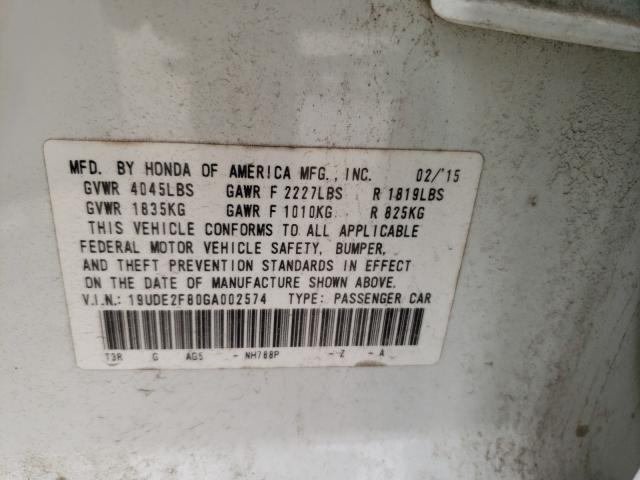 MFD. BY HONDA OF AMERICA MFG., INC. 02/'15
GVWR 4045LBS GAWR F 2227LBS R 1819LBS
GVWR 1835KG GAWR F 1010KG R 825KG
THIS VEHICLE CONFORMS TO ALL APPLICABLE
FEDERAL MOTOR VEHICLE SAFETY, BUMPER,
AND THEFT PREVENTION STANDARDS IN EFFECT
ON THE DATE OF MANUFACTURE SHOWN ABOVE.
V.I.N.: 19UDE2F80GA002574 TYPE: PASSENGER CAR
T3R G AG5 - NH788P - Z - A